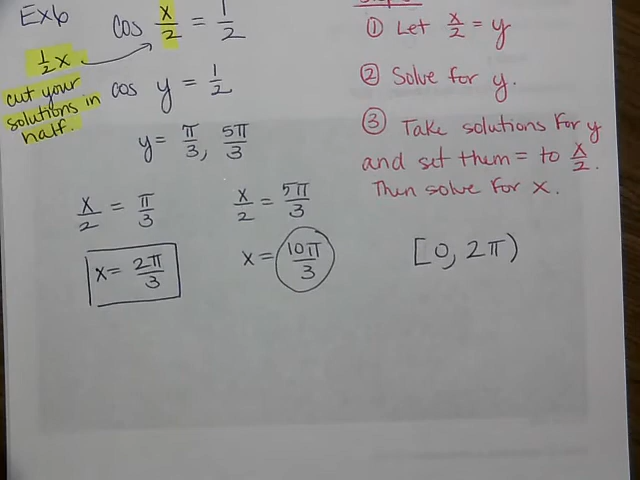 Ex6 cos x/2 = 1/2
1/2 x
cut your
solutions in
half.
cos y = 1/2
y = π/3, 5π/3
x/2 = π/3 x/2 = 5π/3
x = 2π/3 x = 10π/3
① Let x/2 = y
② Solve for y.
③ Take solutions for y
and set them = to x/2.
Then solve for x.
[0, 2π)